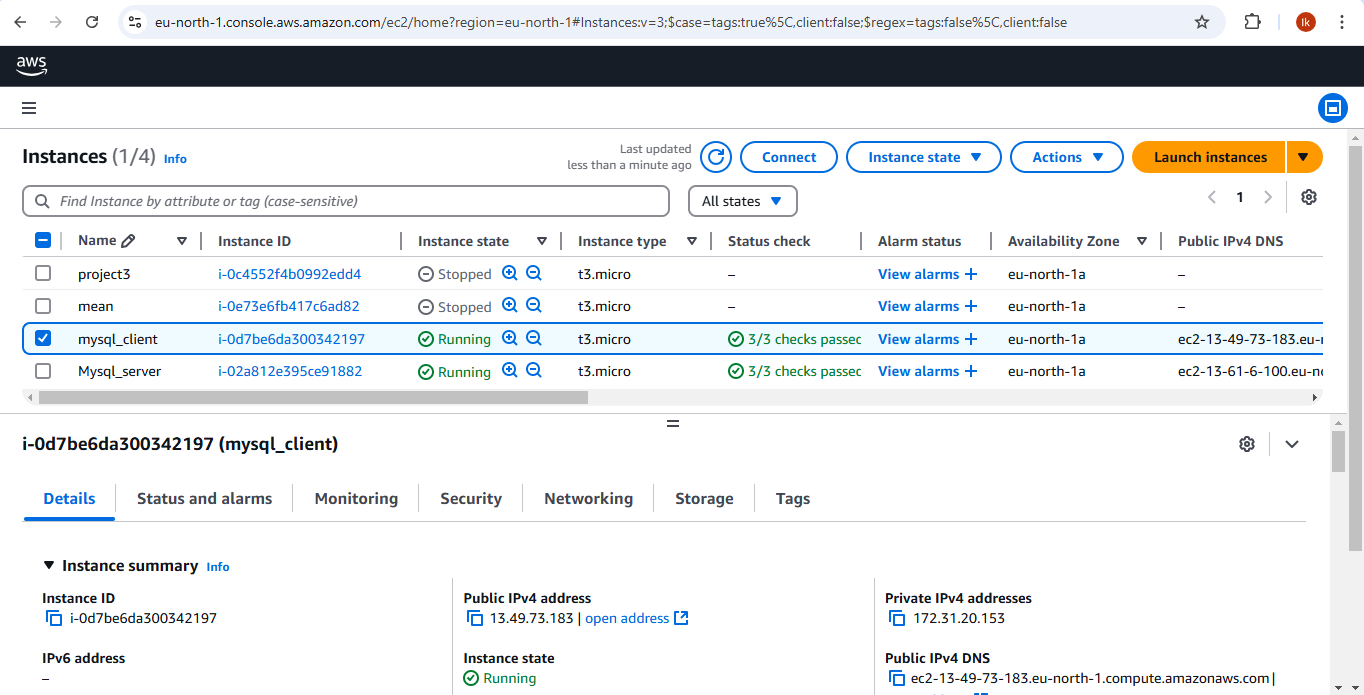 eu-north-1.console.aws.amazon.com/ec2/home?region=eu-north-1#Instances:v=3;$case=tags:true%5C,client:false;$regex=tags:false%5C,client:false
Ik
aws
Instances (1/4) Info
Last updated
less than a minute ago
Connect
Instance state
Actions
Launch instances
Find Instance by attribute or tag (case-sensitive)
All states
1
Name Instance ID Instance state Instance type Status check Alarm status Availability Zone Public IPv4 DNS
project3 i-0c4552f4b0992edd4 Stopped t3.micro – View alarms + eu-north-1a –
mean i-0e73e6fb417c6ad82 Stopped t3.micro – View alarms + eu-north-1a –
mysql_client i-0d7be6da300342197 Running t3.micro 3/3 checks passed View alarms + eu-north-1a ec2-13-49-73-183.eu-n
Mysql_server i-02a812e395ce91882 Running t3.micro 3/3 checks passed View alarms + eu-north-1a ec2-13-61-6-100.eu-no
i-0d7be6da300342197 (mysql_client)
Details Status and alarms Monitoring Security Networking Storage Tags
Instance summary Info
Instance ID
i-0d7be6da300342197
Public IPv4 address
13.49.73.183 | open address
Private IPv4 addresses
172.31.20.153
IPv6 address
–
Instance state
Running
Public IPv4 DNS
ec2-13-49-73-183.eu-north-1.compute.amazonaws.com |